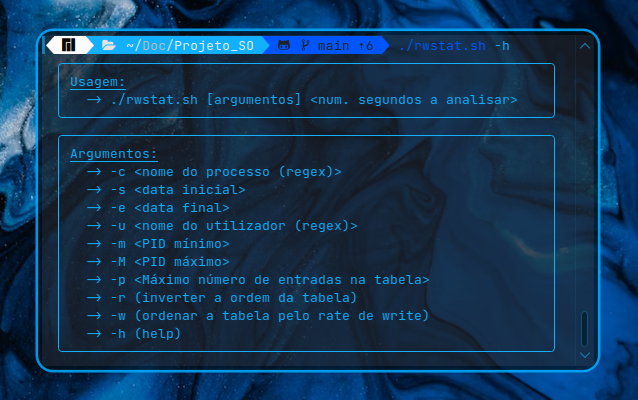 ~/Doc/Projeto_SO main ↑6 ./rwstat.sh -h
Usagem:
—> ./rwstat.sh [argumentos] <num. segundos a analisar>
Argumentos:
—> -c <nome do processo (regex)>
—> -s <data inicial>
—> -e <data final>
—> -u <nome do utilizador (regex)>
—> -m <PID mínimo>
—> -M <PID máximo>
—> -p <Máximo número de entradas na tabela>
—> -r (inverter a ordem da tabela)
—> -w (ordenar a tabela pelo rate de write)
—> -h (help)